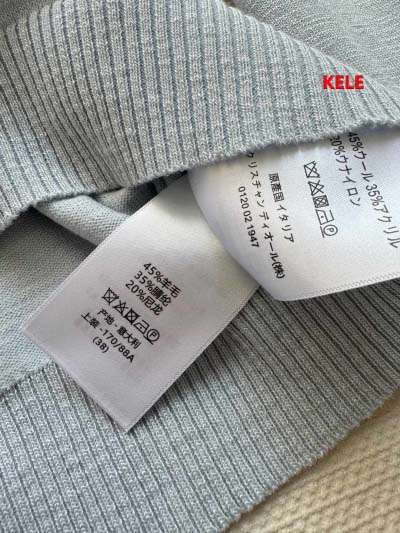 KELE
45%ウール 35%アクリル
20%ウナイロン
原産国イタリア
クリスチャン ディオール(株)
0120 02 1947
45%羊毛
35%腈纶
20%尼龙
产地 - 意大利
上装 -170/88A
(38)